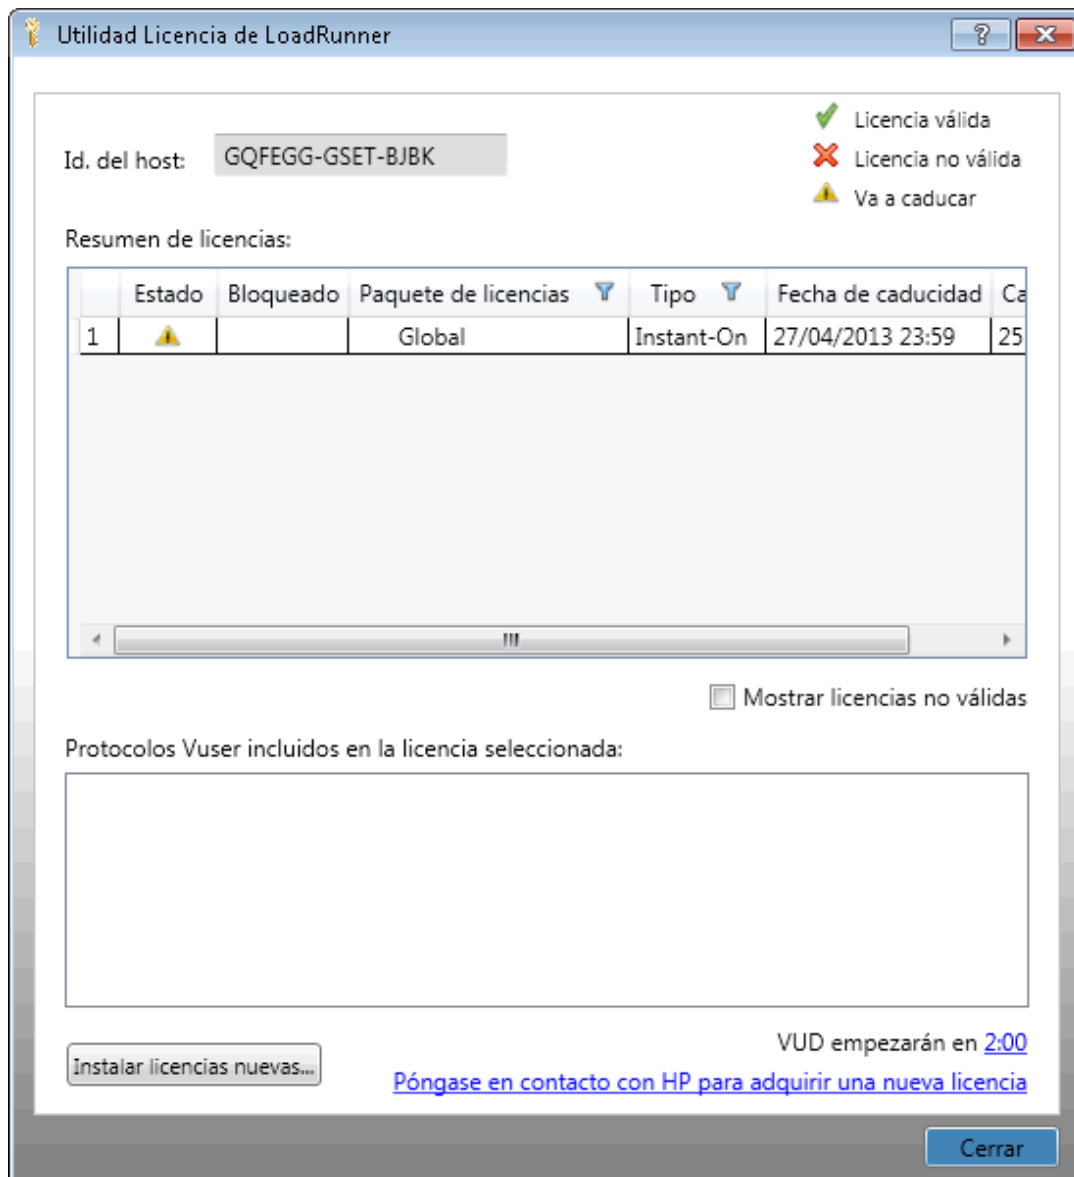 Utilidad Licencia de LoadRunner
Licencia válida
Id. del host: GQFEGG-GSET-BJBK
Licencia no válida
Va a caducar
Resumen de licencias:
Estado Bloqueado Paquete de licencias Tipo Fecha de caducidad Ca
1 Global Instant-On 27/04/2013 23:59 25
Mostrar licencias no válidas
Protocolos Vuser incluidos en la licencia seleccionada:
VUD empezarán en 2:00
Instalar licencias nuevas...
Póngase en contacto con HP para adquirir una nueva licencia
Cerrar